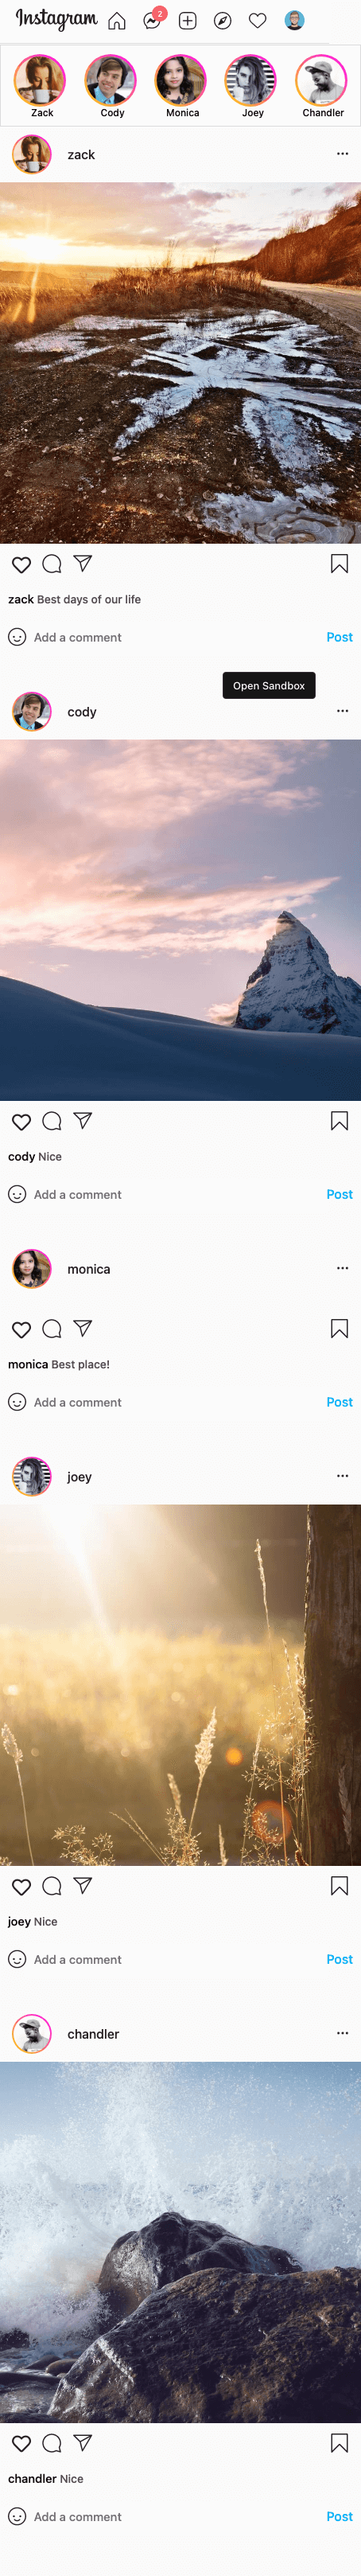 Instagram
2
Zack Cody Monica Joey Chandler
zack
zack Best days of our life
Add a comment Post
Open Sandbox
cody
cody Nice
Add a comment Post
monica
monica Best place!
Add a comment Post
joey
joey Nice
Add a comment Post
chandler
chandler Nice
Add a comment Post